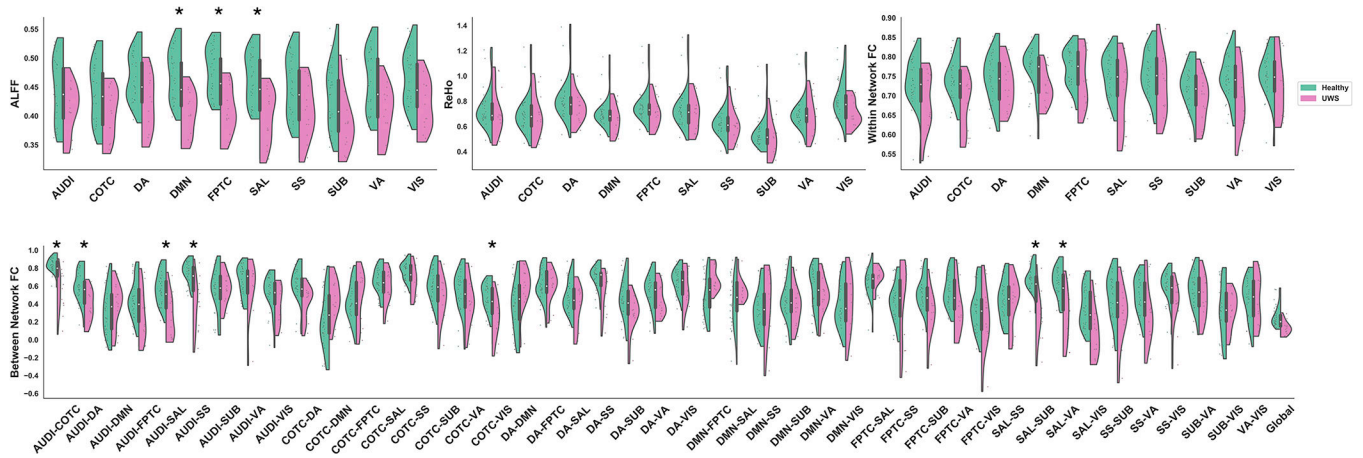 * * *
ALFF
0.55
0.50
0.45
0.40
0.35
AUDI COTC DA DMN FPTC SAL SS SUB VA VIS
ReHo
1.4
1.2
1.0
0.8
0.6
0.4
AUDI COTC DA DMN FPTC SAL SS SUB VA VIS
Within Network FC
0.90
0.85
0.80
0.75
0.70
0.65
0.60
0.55
AUDI COTC DA DMN FPTC SAL SS SUB VA VIS
Healthy
UWS
* * * * * * *
Between Network FC
1.0
0.8
0.6
0.4
0.2
0.0
−0.2
−0.4
−0.6
AUDI-COTC AUDI-DA AUDI-DMN AUDI-FPTC AUDI-SAL AUDI-SS AUDI-SUB AUDI-VA AUDI-VIS COTC-DA COTC-DMN COTC-FPTC COTC-SAL COTC-SS COTC-SUB COTC-VA COTC-VIS DA-DMN DA-FPTC DA-SAL DA-SS DA-SUB DA-VA DA-VIS DMN-FPTC DMN-SAL DMN-SS DMN-SUB DMN-VA DMN-VIS FPTC-SAL FPTC-SS FPTC-SUB FPTC-VA FPTC-VIS SAL-SS SAL-SUB SAL-VA SAL-VIS SS-SUB SS-VA SS-VIS SUB-VA SUB-VIS VA-VIS Global